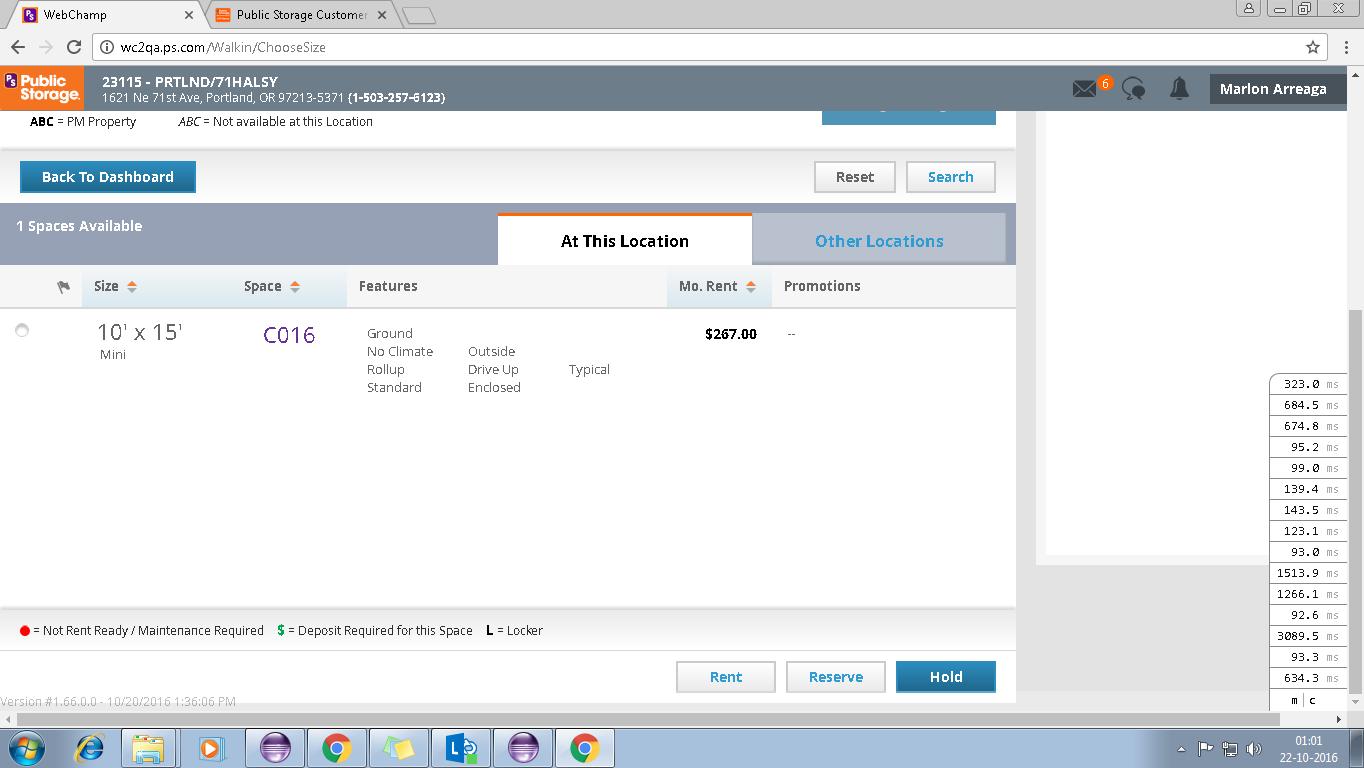 WebChamp
Public Storage Customer
wc2qa.ps.com/Walkin/ChooseSize
PS Public Storage.
23115 - PRTLND/71HALSY
1621 Ne 71st Ave, Portland, OR 97213-5371 (1-503-257-6123)
6
Marlon Arreaga
ABC = PM Property
ABC = Not available at this Location
Back To Dashboard
Reset
Search
1 Spaces Available
At This Location
Other Locations
Size
Space
Features
Mo. Rent
Promotions
10' x 15'
Mini
C016
Ground
No Climate Outside
Rollup Drive Up Typical
Standard Enclosed
$267.00
--
323.0 ms
684.5 ms
674.8 ms
95.2 ms
99.0 ms
139.4 ms
143.5 ms
123.1 ms
93.0 ms
1513.9 ms
1266.1 ms
92.6 ms
3089.5 ms
93.3 ms
634.3 ms
m | c
= Not Rent Ready / Maintenance Required $ = Deposit Required for this Space L = Locker
Rent
Reserve
Hold
Version #1.66.0.0 - 10/20/2016 1:36:06 PM
01:01
22-10-2016